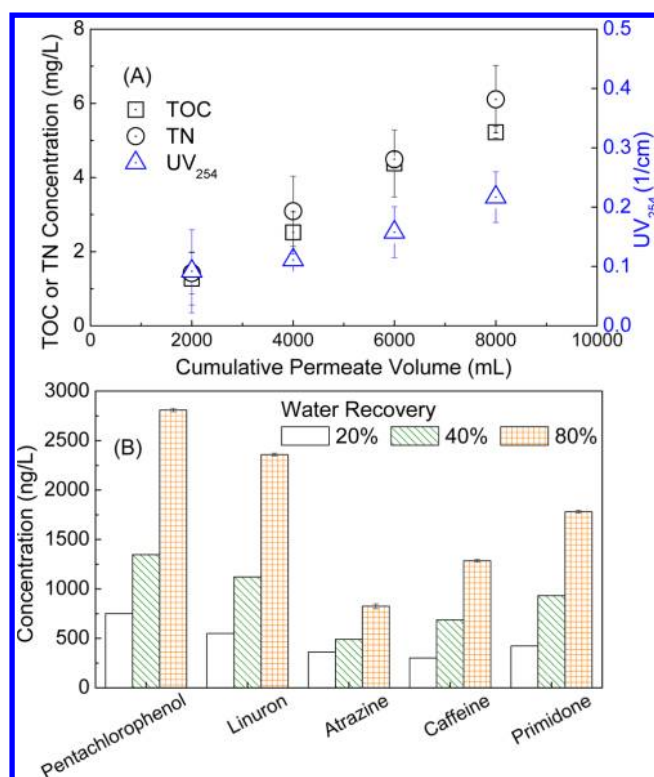 (A)
TOC
TN
UV254
8
6
4
2
0
TOC or TN Concentration (mg/L)
0.5
0.4
0.3
0.2
0.1
0.0
UV254 (1/cm)
0 2000 4000 6000 8000 10000
Cumulative Permeate Volume (mL)
(B)
Water Recovery
20% 40% 80%
3000
2500
2000
1500
1000
500
0
Concentration (ng/L)
Pentachlorophenol
Linuron
Atrazine
Caffeine
Primidone